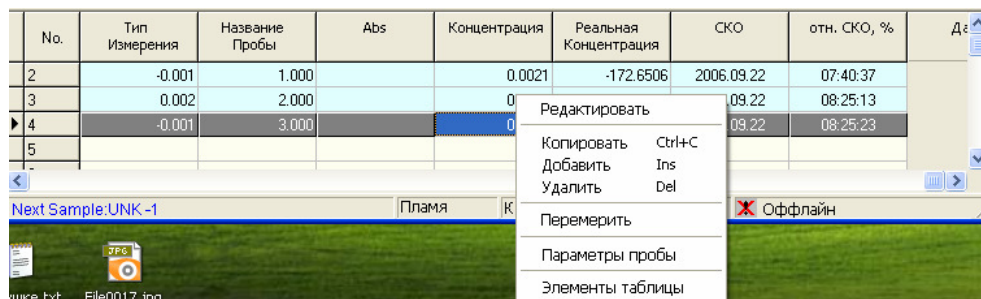 No. Тип Измерения Название Пробы Abs Концентрация Реальная Концентрация СКО отн. СКО, %
2 -0.001 1.000 0.0021 -172.6506 2006.09.22 07:40:37
3 0.002 2.000 .09.22 08:25:13
4 -0.001 3.000 .09.22 08:25:23
5
Редактировать
Копировать Ctrl+C
Добавить Ins
Удалить Del
Перемерить
Параметры пробы
Элементы таблицы
Next Sample:UNK -1 Пламя К Оффлайн
JPG
File0017.jpg